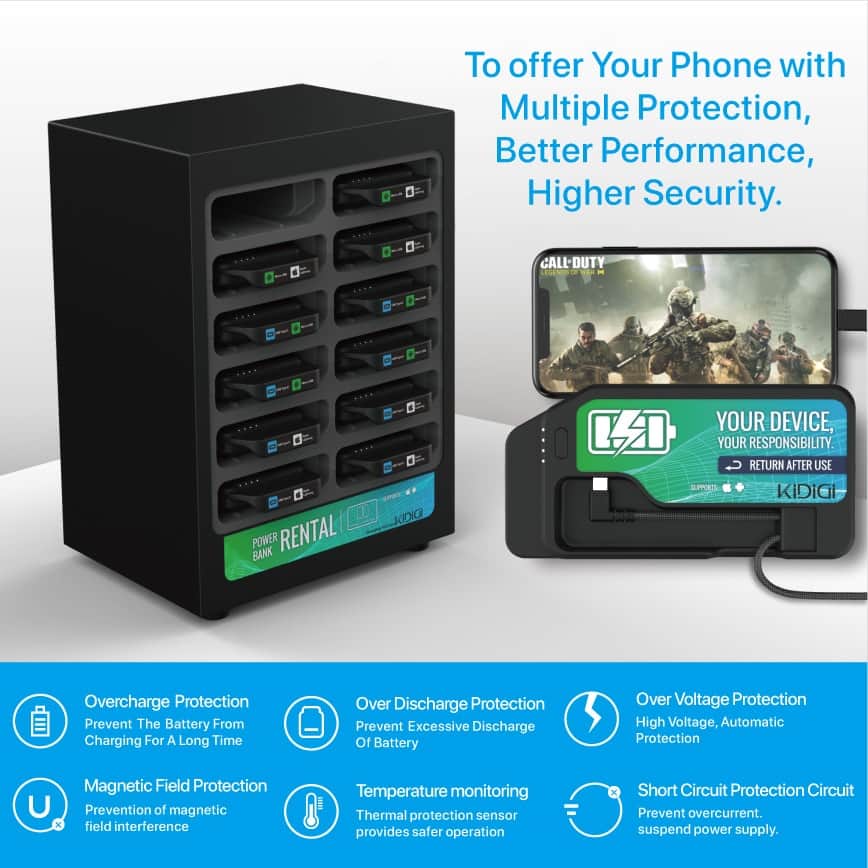 To offer Your Phone with
Multiple Protection,
Better Performance,
Higher Security.
CALL·DUTY
LEGENDS OF WAR
YOUR DEVICE,
YOUR RESPONSIBILITY.
RETURN AFTER USE
SUPPORTS:
KiDiGi
POWER
BANK
RENTAL
SUPPORTS:
KiDiGi
Overcharge Protection
Prevent The Battery From
Charging For A Long Time
Over Discharge Protection
Prevent Excessive Discharge
Of Battery
Over Voltage Protection
High Voltage, Automatic
Protection
Magnetic Field Protection
Prevention of magnetic
field interference
Temperature monitoring
Thermal protection sensor
provides safer operation
Short Circuit Protection Circuit
Prevent overcurrent.
suspend power supply.